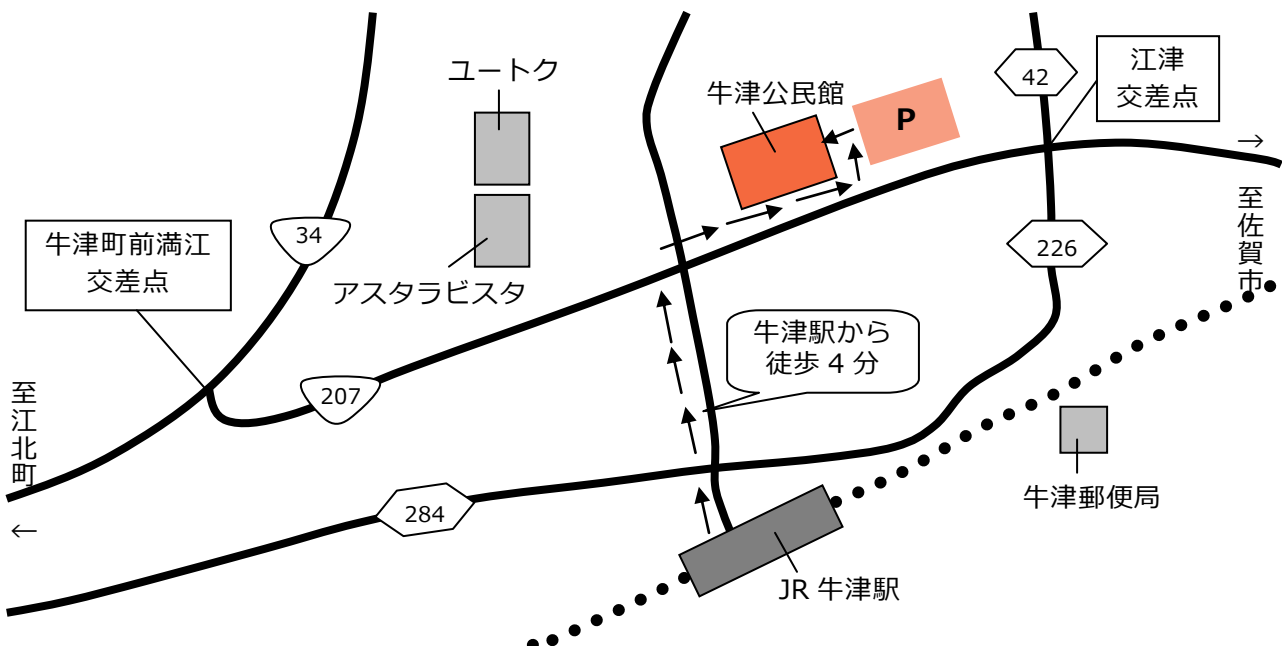 ユートク
牛津公民館
P
42
江津
交差点
→
至佐賀市
34
牛津町前満江
交差点
アスタラビスタ
226
牛津駅から
徒歩 4 分
207
至江北町
←
284
牛津郵便局
JR 牛津駅